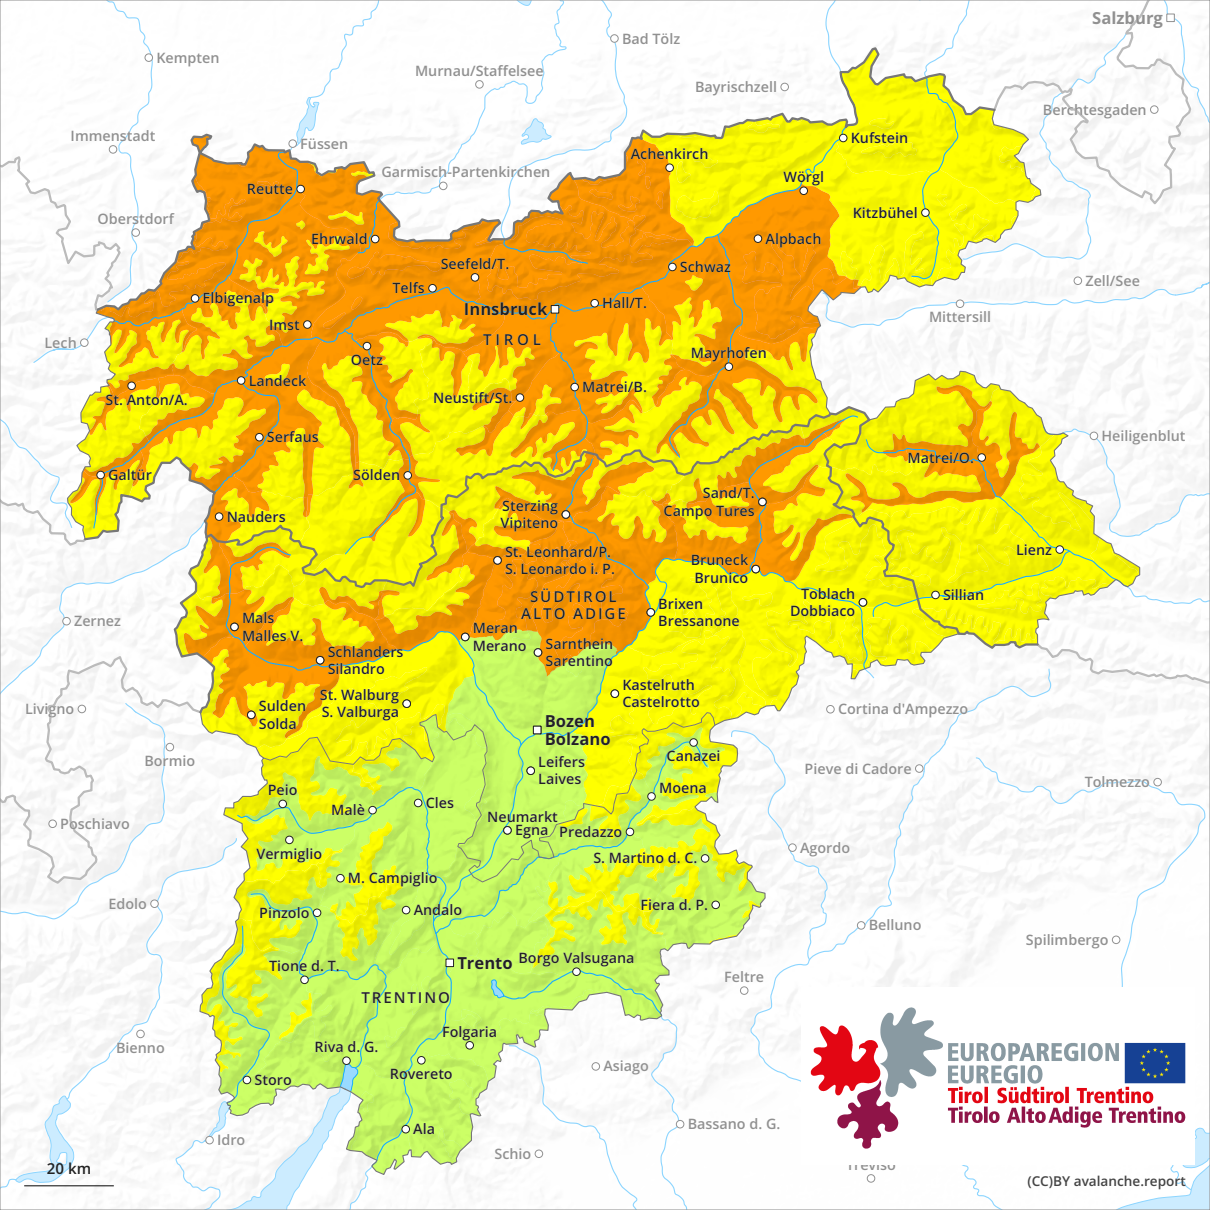 Salzburg
Bad Tölz
Kempten
Murnau/Staffelsee
Bayrischzell
Berchtesgaden
Immenstadt
Füssen
Kufstein
Achenkirch
Garmisch-Partenkirchen
Wörgl
Reutte
Oberstdorf
Kitzbühel
Ehrwald
Alpbach
Seefeld/T.
Schwaz
Zell/See
Telfs
Elbigenalp
Innsbruck
Hall/T.
Mittersill
Imst
TIROL
Lech
Oetz
Mayrhofen
Landeck
Matrei/B.
St. Anton/A.
Neustift/St.
Serfaus
Heiligenblut
Matrei/O.
Galtür
Sölden
Sand/T.
Campo Tures
Sterzing
Vipiteno
Nauders
St. Leonhard/P.
S. Leonardo i. P.
Bruneck
Brunico
Lienz
SÜDTIROL
ALTO ADIGE
Toblach
Dobbiaco
Sillian
Brixen
Bressanone
Zernez
Mals
Malles V.
Meran
Merano
Sarnthein
Sarentino
Schlanders
Silandro
Kastelruth
Castelrotto
St. Walburg
S. Valburga
Livigno
Sulden
Solda
Cortina d'Ampezzo
Bozen
Bolzano
Bormio
Canazei
Leifers
Laives
Pieve di Cadore
Tolmezzo
Peio
Moena
Malè
Cles
Neumarkt
Egna
Poschiavo
Predazzo
Vermiglio
S. Martino d. C.
Agordo
M. Campiglio
Edolo
Pinzolo
Andalo
Fiera d. P.
Belluno
Spilimbergo
Trento
Borgo Valsugana
Tione d. T.
Feltre
TRENTINO
Bienno
Folgaria
Riva d. G.
EUROPAREGION
EUREGIO
Tirol Südtirol Trentino
Tirolo Alto Adige Trentino
Asiago
Rovereto
Storo
Idro
Ala
Bassano d. G.
Schio
Treviso
20 km
(CC)BY avalanche.report